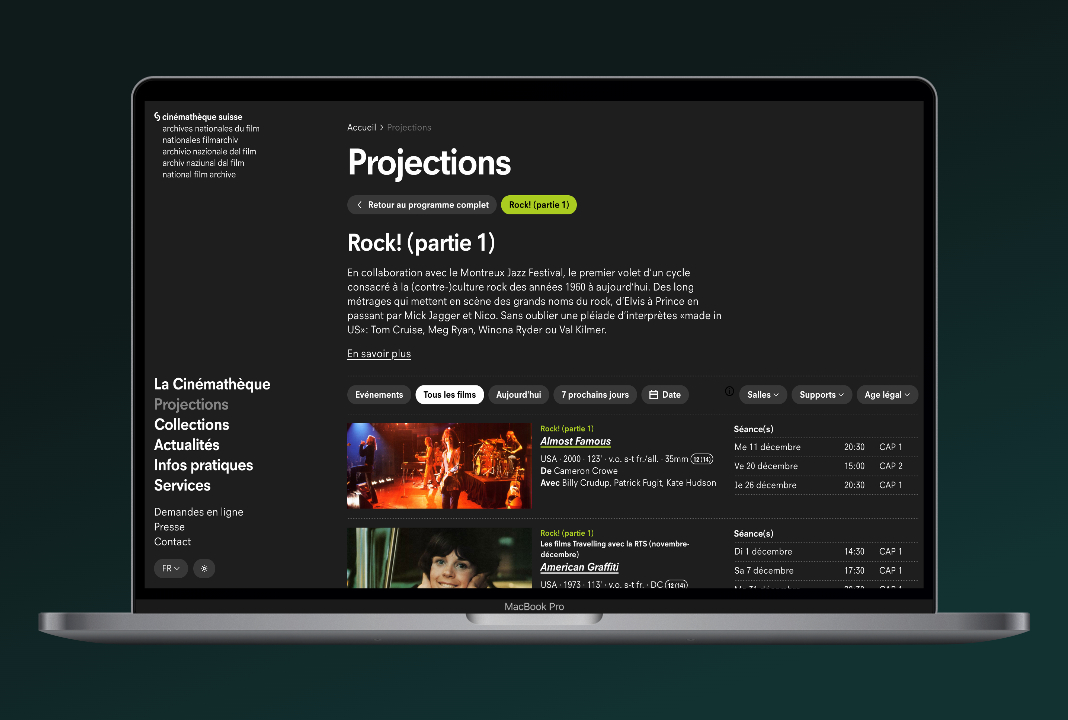 cinémathèque suisse
archives nationales du film
nationales filmarchiv
archivio nazionale del film
archiv naziunal dal film
national film archive
Accueil > Projections
Projections
Retour au programme complet
Rock! (partie 1)
Rock! (partie 1)
En collaboration avec le Montreux Jazz Festival, le premier volet d'un cycle
consacré à la (contre-)culture rock des années 1960 à aujourd'hui. Des long
métrages qui mettent en scène des grands noms du rock, d'Elvis à Prince en
passant par Mick Jagger et Nico. Sans oublier une pléiade d'interprètes «made in
US»: Tom Cruise, Meg Ryan, Winona Ryder ou Val Kilmer.
En savoir plus
La Cinémathèque
Projections
Collections
Actualités
Infos pratiques
Services
Demandes en ligne
Presse
Contact
FR
Evénements
Tous les films
Aujourd'hui
7 prochains jours
Date
Salles
Supports
Age légal
Rock! (partie 1)
Almost Famous
USA · 2000 · 123' · v.o. s-t fr./all. · 35mm 12 (14)
De Cameron Crowe
Avec Billy Crudup, Patrick Fugit, Kate Hudson
Séance(s)
Me 11 décembre 20:30 CAP 1
Ve 20 décembre 15:00 CAP 2
Je 26 décembre 20:30 CAP 1
Rock! (partie 1)
Les films Travelling avec la RTS (novembre-
décembre)
American Graffiti
USA · 1973 · 113' · v.o. s-t fr. · DC 12 (14)
Séance(s)
Di 1 décembre 14:30 CAP 1
Sa 7 décembre 17:30 CAP 1
MacBook Pro